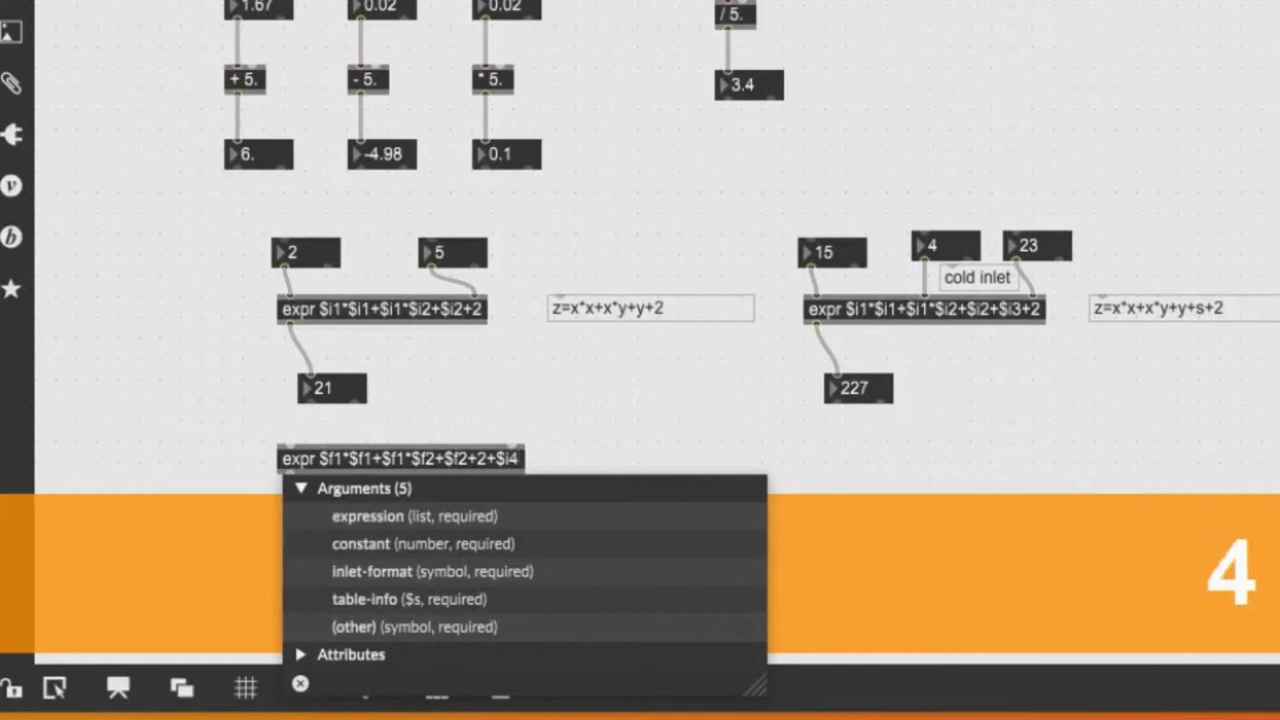 1.67
0.02
0.02
/ 5.
+ 5.
- 5.
* 5.
3.4
6.
-4.98
0.1
2
5
15
4
23
cold inlet
expr $i1*$i1+$i1*$i2+$i2+2
z=x*x+x*y+y+2
expr $i1*$i1+$i1*$i2+$i2+$i3+2
z=x*x+x*y+y+s+2
21
227
expr $f1*$f1+$f1*$f2+$f2+2+$i4
Arguments (5)
expression (list, required)
constant (number, required)
inlet-format (symbol, required)
table-info ($s, required)
(other) (symbol, required)
Attributes
4